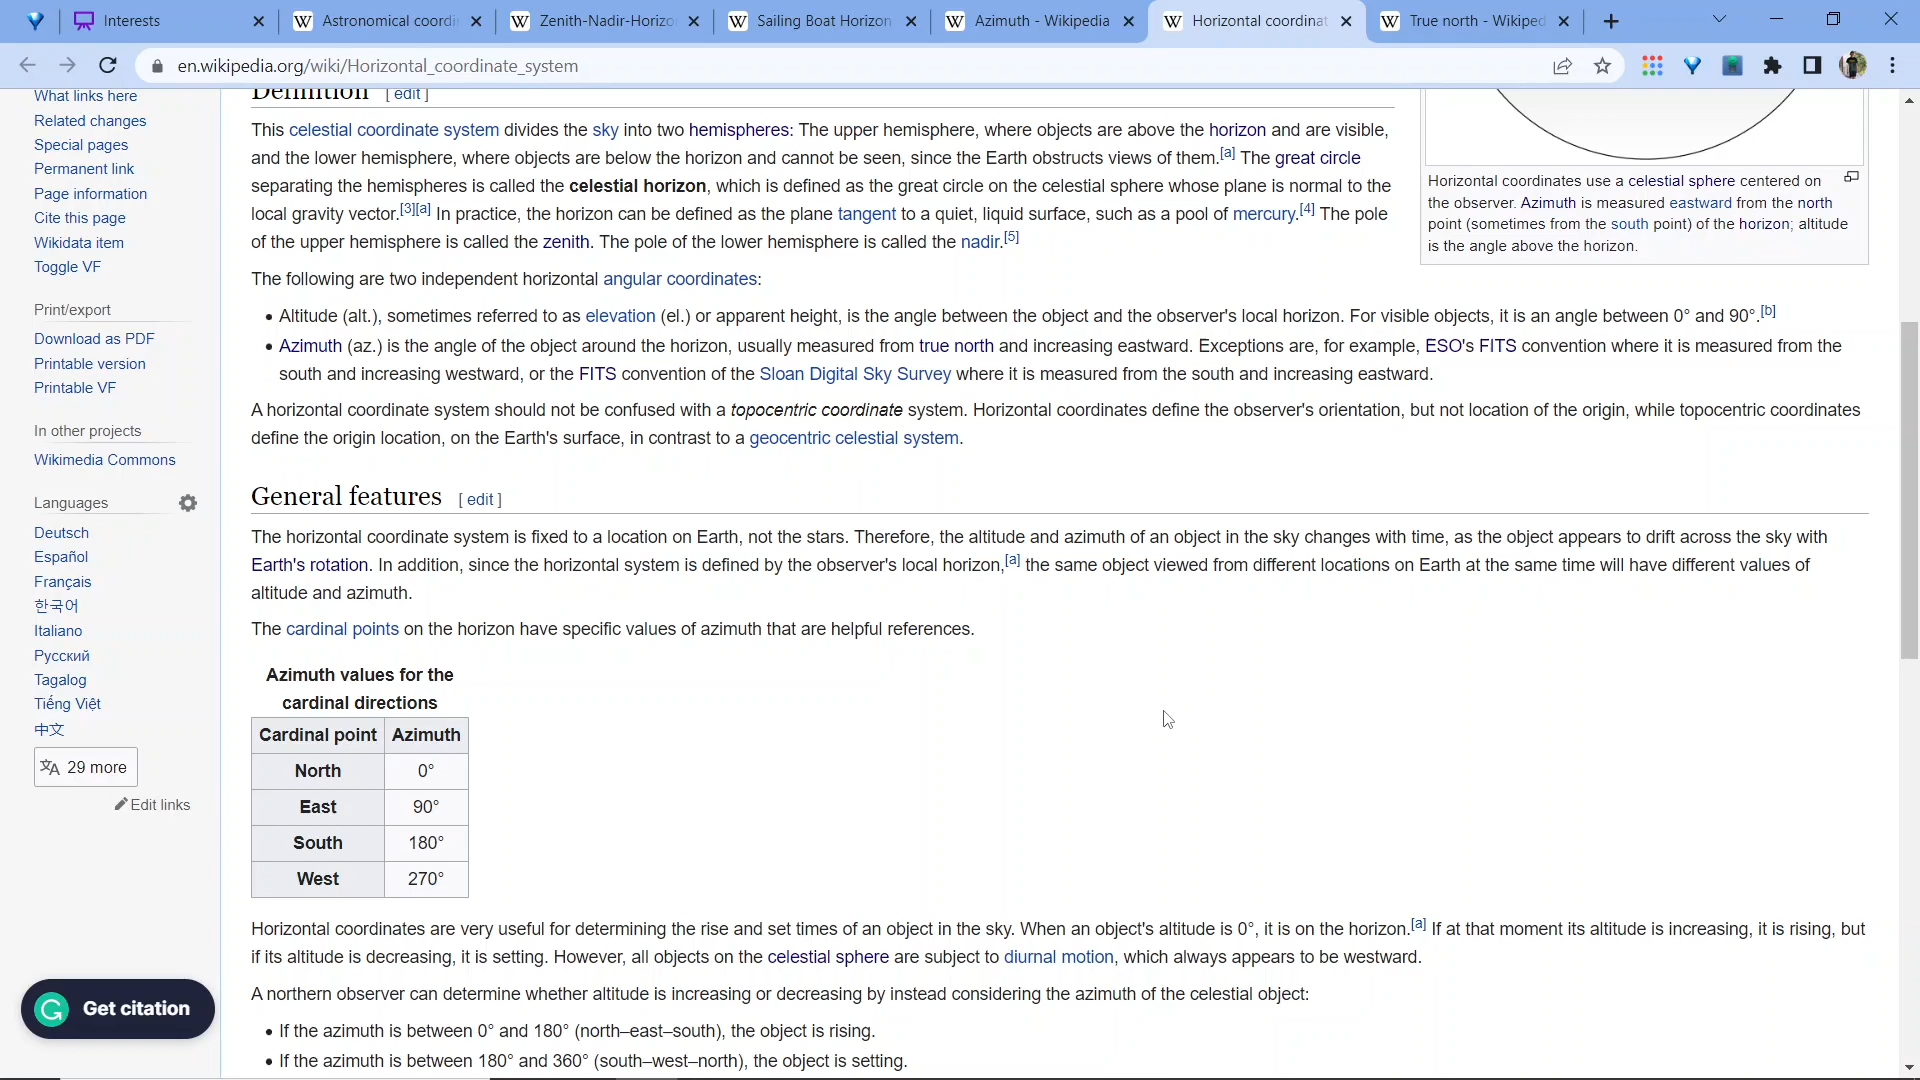 Interests
Astronomical coordi
Zenith-Nadir-Horizo
Sailing Boat Horizon
Azimuth - Wikipedia
Horizontal coordinat
True north - Wikiped
en.wikipedia.org/wiki/Horizontal_coordinate_system
What links here
Related changes
Special pages
Permanent link
Page information
Cite this page
Wikidata item
Toggle VF
Print/export
Download as PDF
Printable version
Printable VF
In other projects
Wikimedia Commons
Languages
Deutsch
Español
Français
한국어
Italiano
Русский
Tagalog
Tiếng Việt
中文
29 more
Edit links
Get citation
Definition [ edit ]
This celestial coordinate system divides the sky into two hemispheres: The upper hemisphere, where objects are above the horizon and are visible,
and the lower hemisphere, where objects are below the horizon and cannot be seen, since the Earth obstructs views of them.[a] The great circle
separating the hemispheres is called the celestial horizon, which is defined as the great circle on the celestial sphere whose plane is normal to the
local gravity vector.[3][a] In practice, the horizon can be defined as the plane tangent to a quiet, liquid surface, such as a pool of mercury.[4] The pole
of the upper hemisphere is called the zenith. The pole of the lower hemisphere is called the nadir.[5]
Horizontal coordinates use a celestial sphere centered on
the observer. Azimuth is measured eastward from the north
point (sometimes from the south point) of the horizon; altitude
is the angle above the horizon.
The following are two independent horizontal angular coordinates:
• Altitude (alt.), sometimes referred to as elevation (el.) or apparent height, is the angle between the object and the observer's local horizon. For visible objects, it is an angle between 0° and 90°.[b]
• Azimuth (az.) is the angle of the object around the horizon, usually measured from true north and increasing eastward. Exceptions are, for example, ESO's FITS convention where it is measured from the
south and increasing westward, or the FITS convention of the Sloan Digital Sky Survey where it is measured from the south and increasing eastward.
A horizontal coordinate system should not be confused with a topocentric coordinate system. Horizontal coordinates define the observer's orientation, but not location of the origin, while topocentric coordinates
define the origin location, on the Earth's surface, in contrast to a geocentric celestial system.
General features [ edit ]
The horizontal coordinate system is fixed to a location on Earth, not the stars. Therefore, the altitude and azimuth of an object in the sky changes with time, as the object appears to drift across the sky with
Earth's rotation. In addition, since the horizontal system is defined by the observer's local horizon,[a] the same object viewed from different locations on Earth at the same time will have different values of
altitude and azimuth.
The cardinal points on the horizon have specific values of azimuth that are helpful references.
Azimuth values for the
cardinal directions
Cardinal point Azimuth
North 0°
East 90°
South 180°
West 270°
Horizontal coordinates are very useful for determining the rise and set times of an object in the sky. When an object's altitude is 0°, it is on the horizon.[a] If at that moment its altitude is increasing, it is rising, but
if its altitude is decreasing, it is setting. However, all objects on the celestial sphere are subject to diurnal motion, which always appears to be westward.
A northern observer can determine whether altitude is increasing or decreasing by instead considering the azimuth of the celestial object:
• If the azimuth is between 0° and 180° (north–east–south), the object is rising.
• If the azimuth is between 180° and 360° (south–west–north), the object is setting.